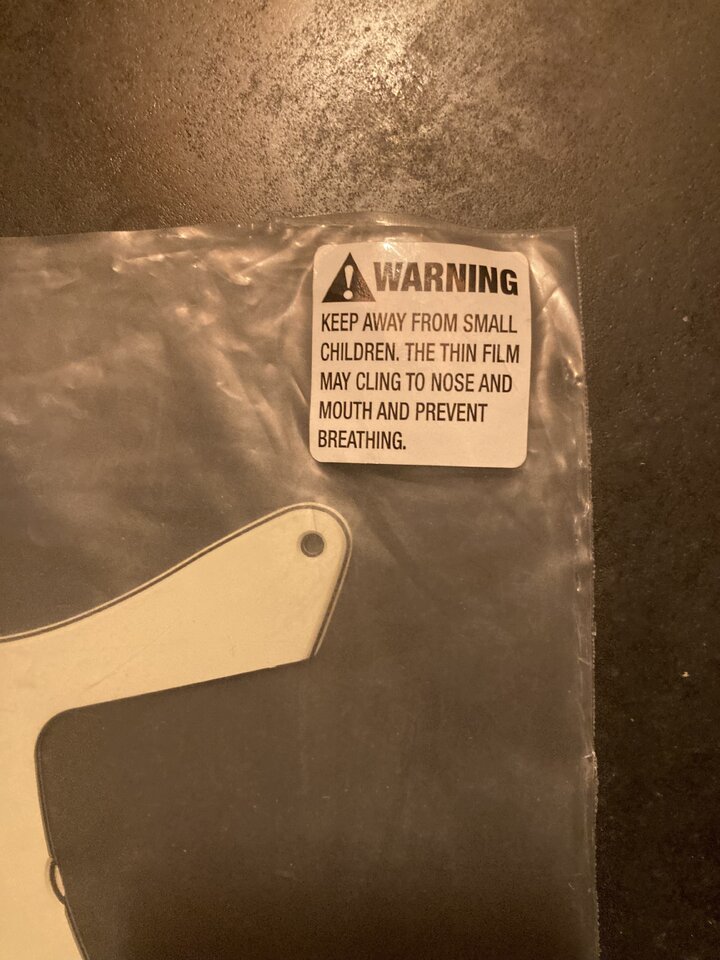 WARNING
KEEP AWAY FROM SMALL
CHILDREN. THE THIN FILM
MAY CLING TO NOSE AND
MOUTH AND PREVENT
BREATHING.